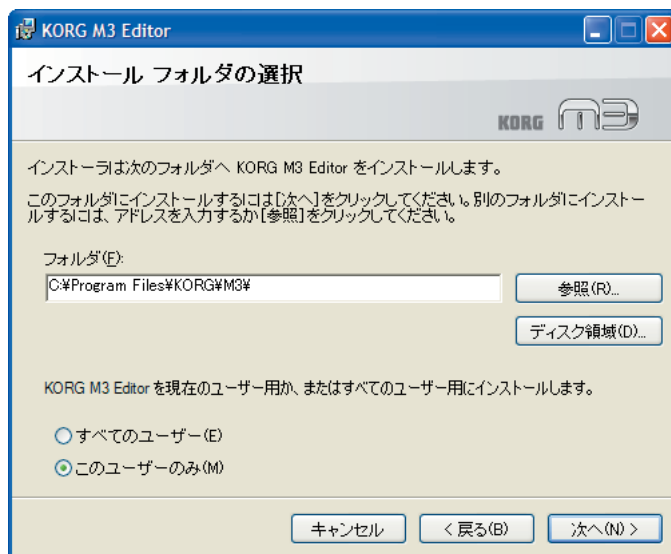 KORG M3 Editor
インストール フォルダの選択
KORG M3
インストーラは次のフォルダへ KORG M3 Editor をインストールします。
このフォルダにインストールするには[次へ]をクリックしてください。別のフォルダにインストー
ルするには、アドレスを入力するか[参照]をクリックしてください。
フォルダ(F):
C:¥Program Files¥KORG¥M3¥
参照(R)...
ディスク領域(D)...
KORG M3 Editor を現在のユーザー用か、またはすべてのユーザー用にインストールします。
すべてのユーザー(E)
このユーザーのみ(M)
キャンセル
< 戻る(B)
次へ(N) >